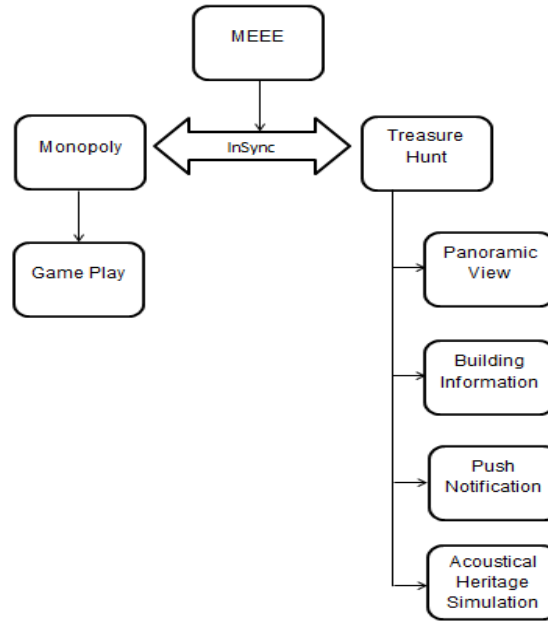 MEEE
Monopoly
InSync
Treasure
Hunt
Game Play
Panoramic
View
Building
Information
Push
Notification
Acoustical
Heritage
Simulation